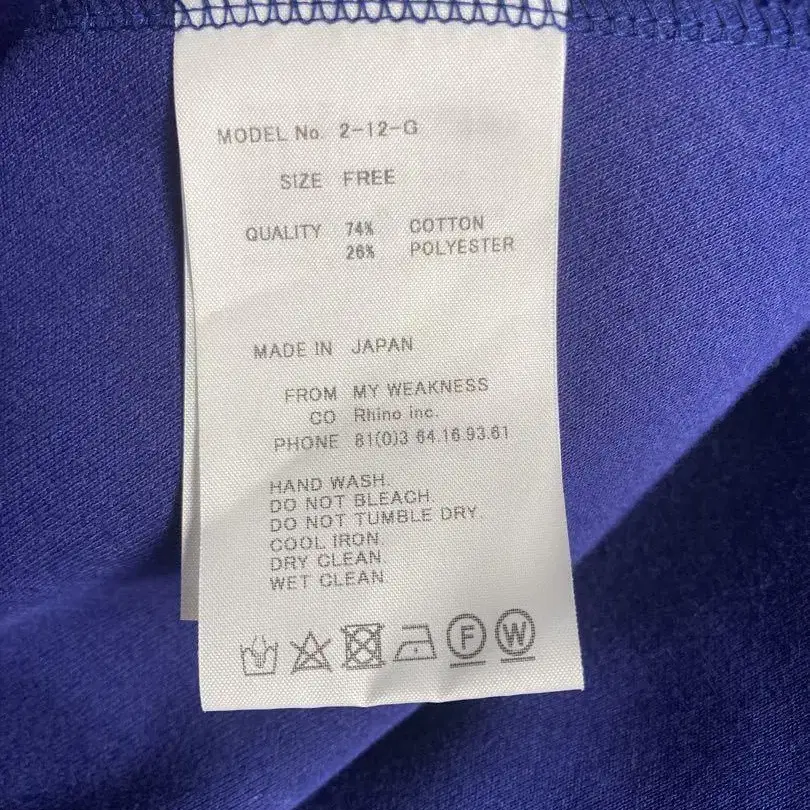 MODEL No. 2-12-G
SIZE FREE
QUALITY 74% COTTON
26% POLYESTER
MADE IN JAPAN
FROM MY WEAKNESS
CO Rhino inc.
PHONE 81(0)3 64.16.93.61
HAND WASH.
DO NOT BLEACH.
DO NOT TUMBLE DRY.
COOL IRON.
DRY CLEAN.
WET CLEAN.
F W